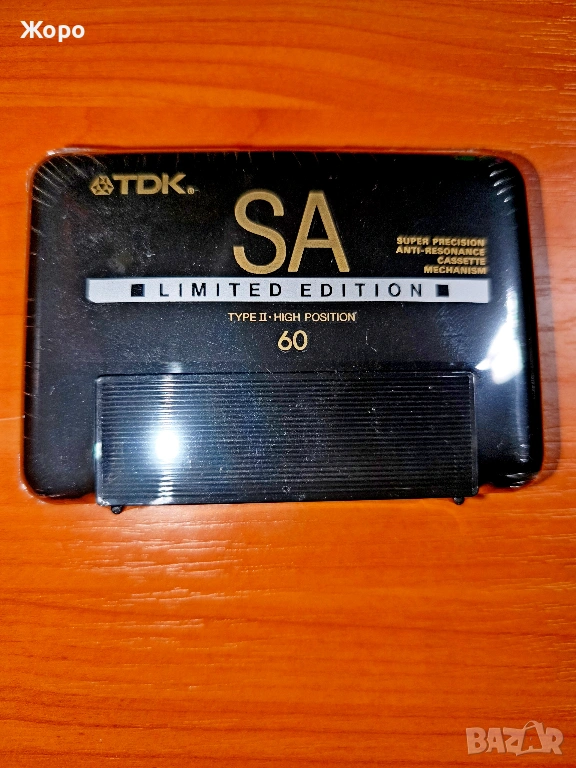 Жоро
TDK®
SA
SUPER PRECISION
ANTI-RESONANCE
CASSETTE
MECHANISM
LIMITED EDITION
TYPE II · HIGH POSITION
60
BAZAR